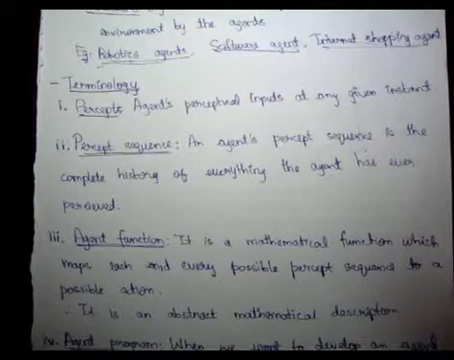 environment by the agents
Eg: Robotics agents, Software agent, Internet shopping agent
- Terminology
i. Percepts Agent's perceptual inputs at any given instant
ii. Percept sequence: An agent's percept sequence is the
complete history of everything the agent has ever
perceived.
iii. Agent function: It is a mathematical function which
maps each and every possible percept sequence to a
possible action.
∴ It is an abstract mathematical description
iv. Agent program: When we want to develop an agent